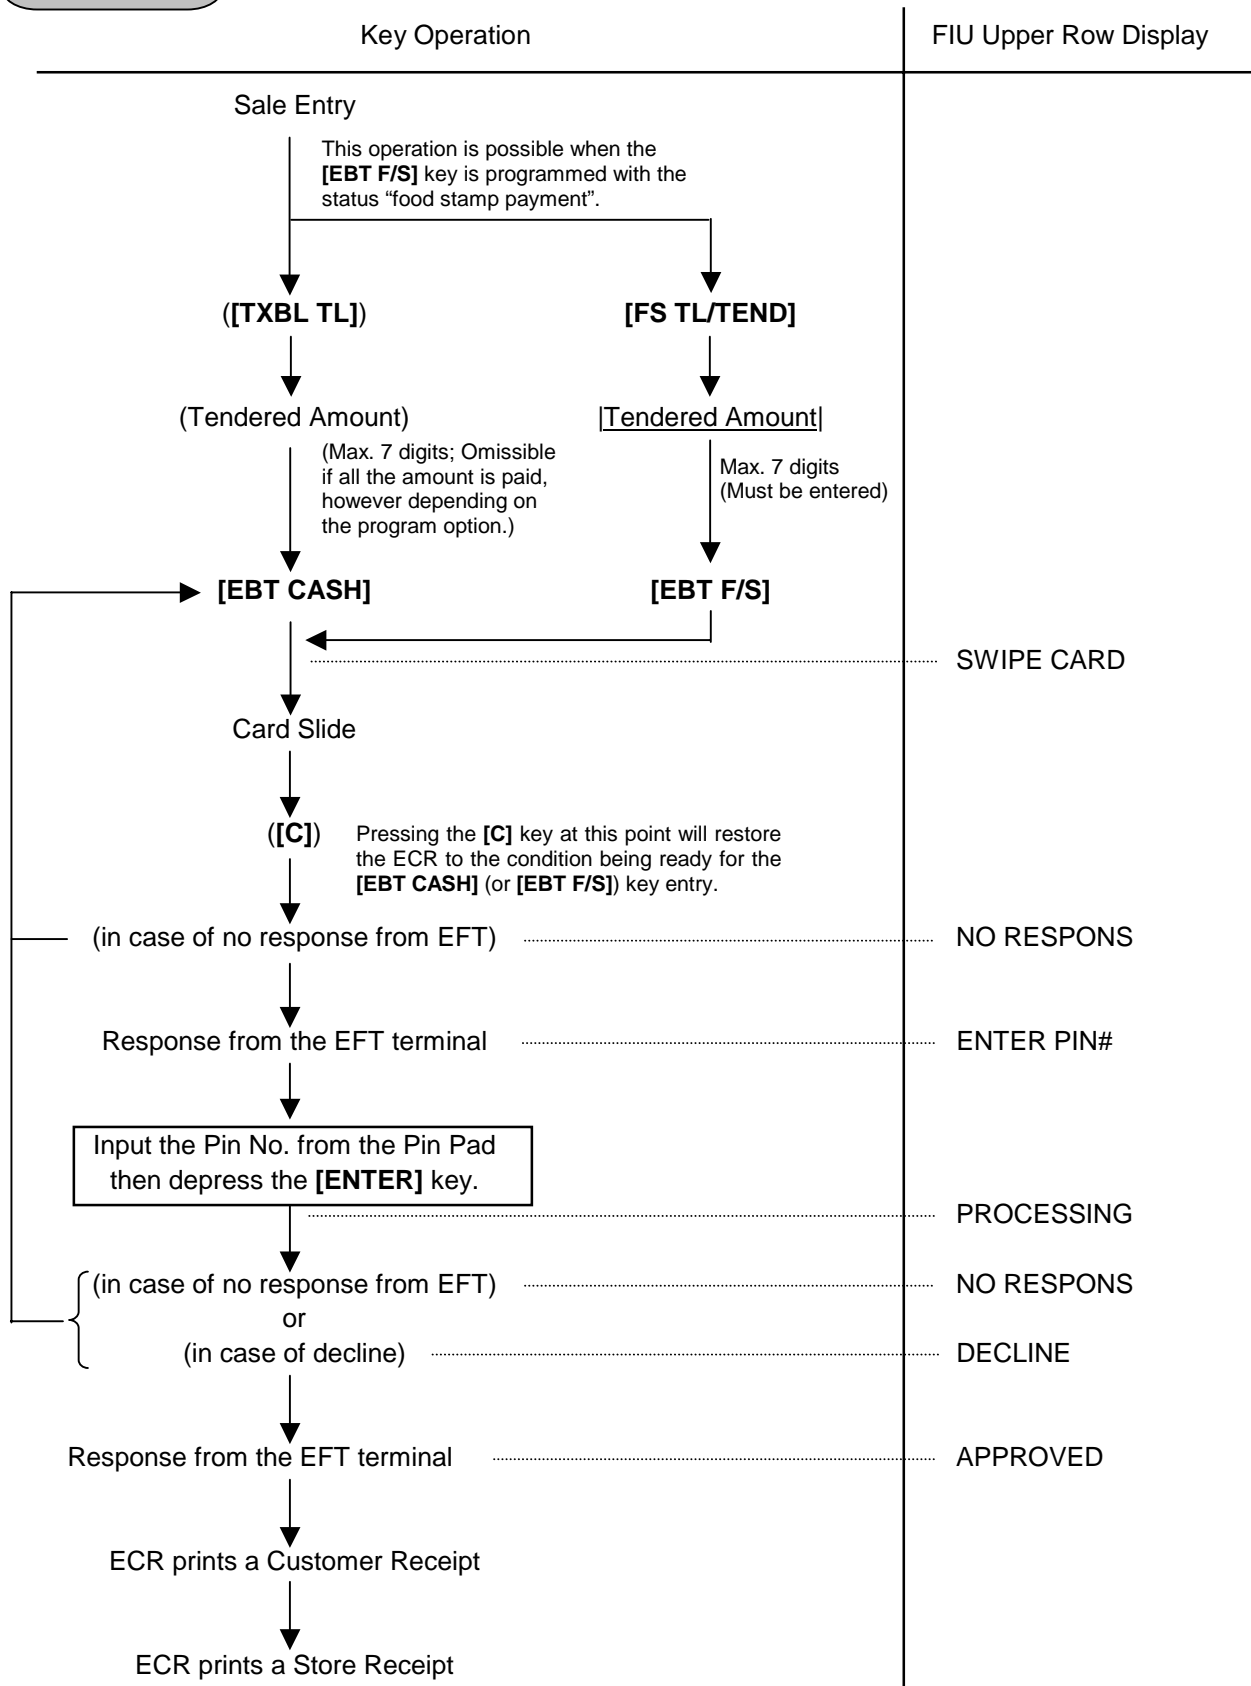 Key Operation
FIU Upper Row Display
Sale Entry
This operation is possible when the
[EBT F/S] key is programmed with the
status “food stamp payment”.
([TXBL TL])
[FS TL/TEND]
(Tendered Amount)
|Tendered Amount|
(Max. 7 digits; Omissible
if all the amount is paid,
however depending on
the program option.)
Max. 7 digits
(Must be entered)
[EBT CASH]
[EBT F/S]
SWIPE CARD
Card Slide
([C])
Pressing the [C] key at this point will restore
the ECR to the condition being ready for the
[EBT CASH] (or [EBT F/S]) key entry.
(in case of no response from EFT)
NO RESPONS
Response from the EFT terminal
ENTER PIN#
Input the Pin No. from the Pin Pad
then depress the [ENTER] key.
PROCESSING
(in case of no response from EFT)
NO RESPONS
or
(in case of decline)
DECLINE
Response from the EFT terminal
APPROVED
ECR prints a Customer Receipt
ECR prints a Store Receipt